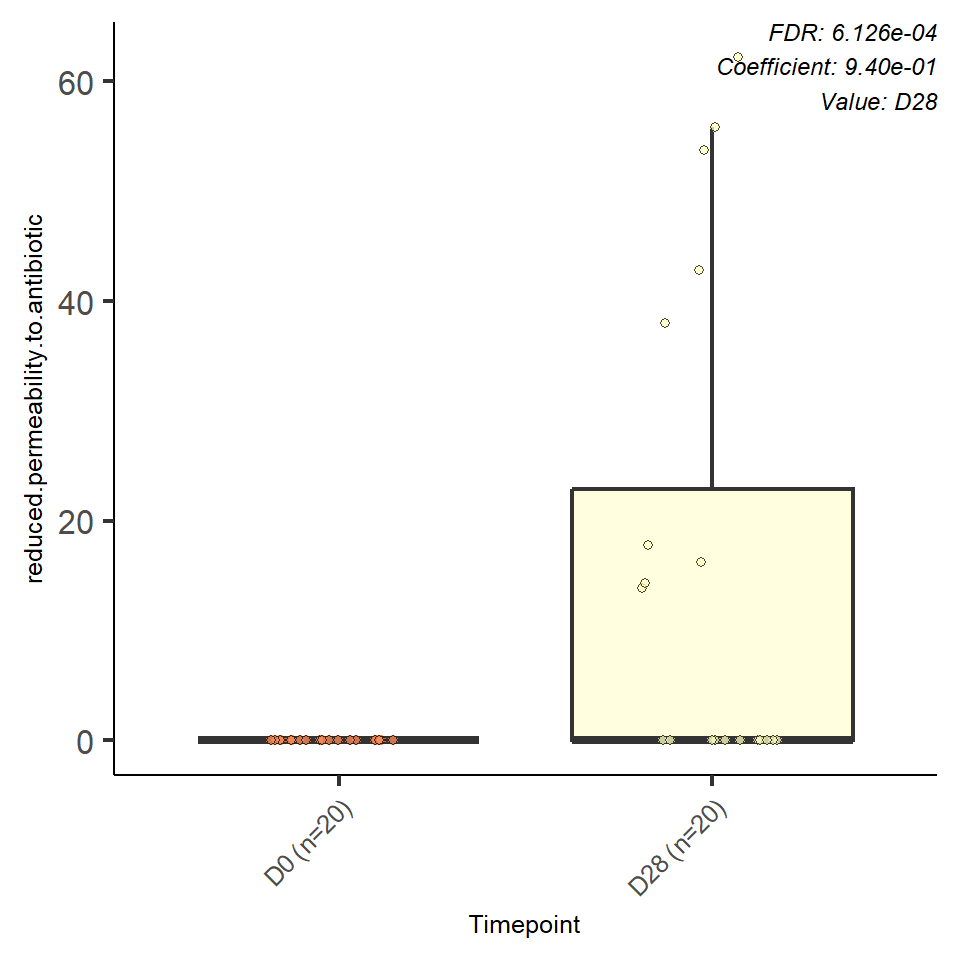 FDR: 6.126e-04
Coefficient: 9.40e-01
Value: D28
reduced.permeability.to.antibiotic
60
40
20
0
D0 (n=20)
D28 (n=20)
Timepoint